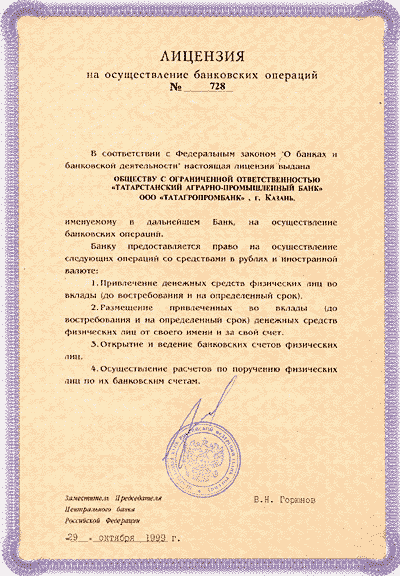 ЛИЦЕНЗИЯ
на осуществление банковских операций
№ 728
В соответствии с Федеральным законом "О банках и
банковской деятельности" настоящая лицензия выдана
ОБЩЕСТВУ С ОГРАНИЧЕННОЙ ОТВЕТСТВЕННОСТЬЮ
«ТАТАРСТАНСКИЙ АГРАРНО-ПРОМЫШЛЕННЫЙ БАНК»
ООО «ТАТАГРОПРОМБАНК» , г. Казань.
именуемому в дальнейшем Банк, на осуществление
банковских операций.
Банку предоставляется право на осуществление
следующих операций со средствами в рублях и иностранной
валюте:
1.Привлечение денежных средств физических лиц во
вклады (до востребования и на определенный срок).
2.Размещение привлеченных во вклады (до
востребования и на определенный срок) денежных средств
физических лиц от своего имени и за свой счет.
3.Открытие и ведение банковских счетов физических
лиц.
4.Осуществление расчетов по поручению физических
лиц по их банковским счетам.
Заместитель Председателя
Центрального банка
Российской Федерации
В.Н. Горюнов
29 . октября 1999 г.